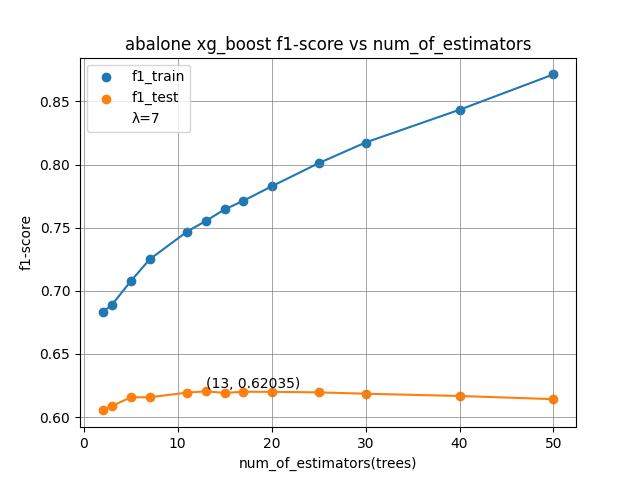 abalone xg_boost f1-score vs num_of_estimators
f1_train
f1_test
λ=7
f1-score
0.85
0.80
0.75
0.70
0.65
0.60
(13, 0.62035)
0 10 20 30 40 50
num_of_estimators(trees)